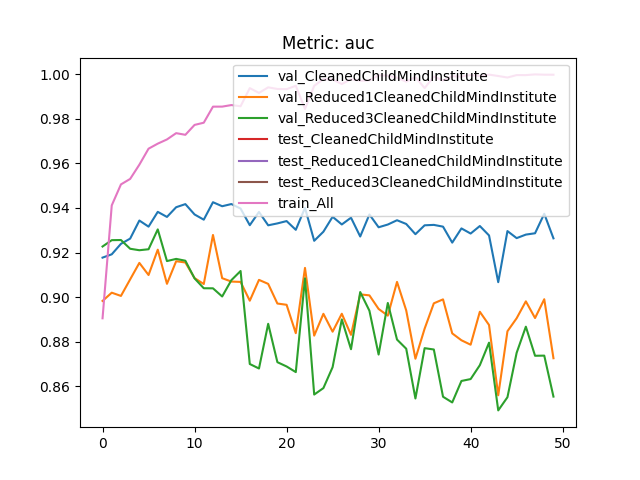 Metric: auc
1.00
0.98
0.96
0.94
0.92
0.90
0.88
0.86
val_CleanedChildMindInstitute
val_Reduced1CleanedChildMindInstitute
val_Reduced3CleanedChildMindInstitute
test_CleanedChildMindInstitute
test_Reduced1CleanedChildMindInstitute
test_Reduced3CleanedChildMindInstitute
train_All
0 10 20 30 40 50